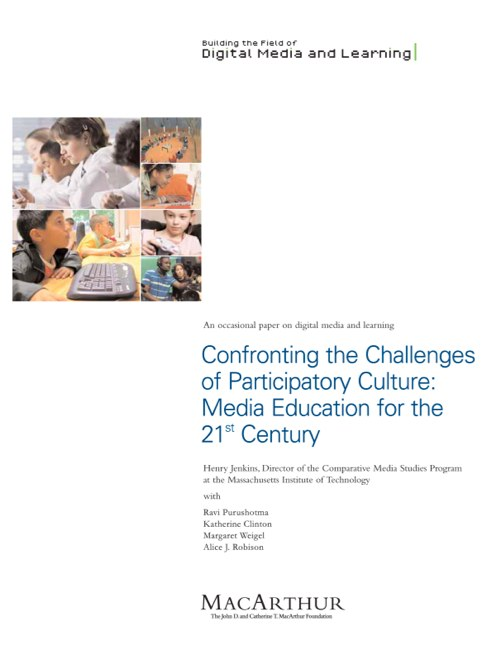 Building the Field of
Digital Media and Learning
An occasional paper on digital media and learning
Confronting the Challenges
of Participatory Culture:
Media Education for the
21st Century
Henry Jenkins, Director of the Comparative Media Studies Program
at the Massachusetts Institute of Technology
with
Ravi Purushotma
Katherine Clinton
Margaret Weigel
Alice J. Robison
MACARTHUR
The John D. and Catherine T. MacArthur Foundation